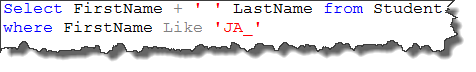 Select FirstName + ' ' LastName from Student
where FirstName Like 'JA_'